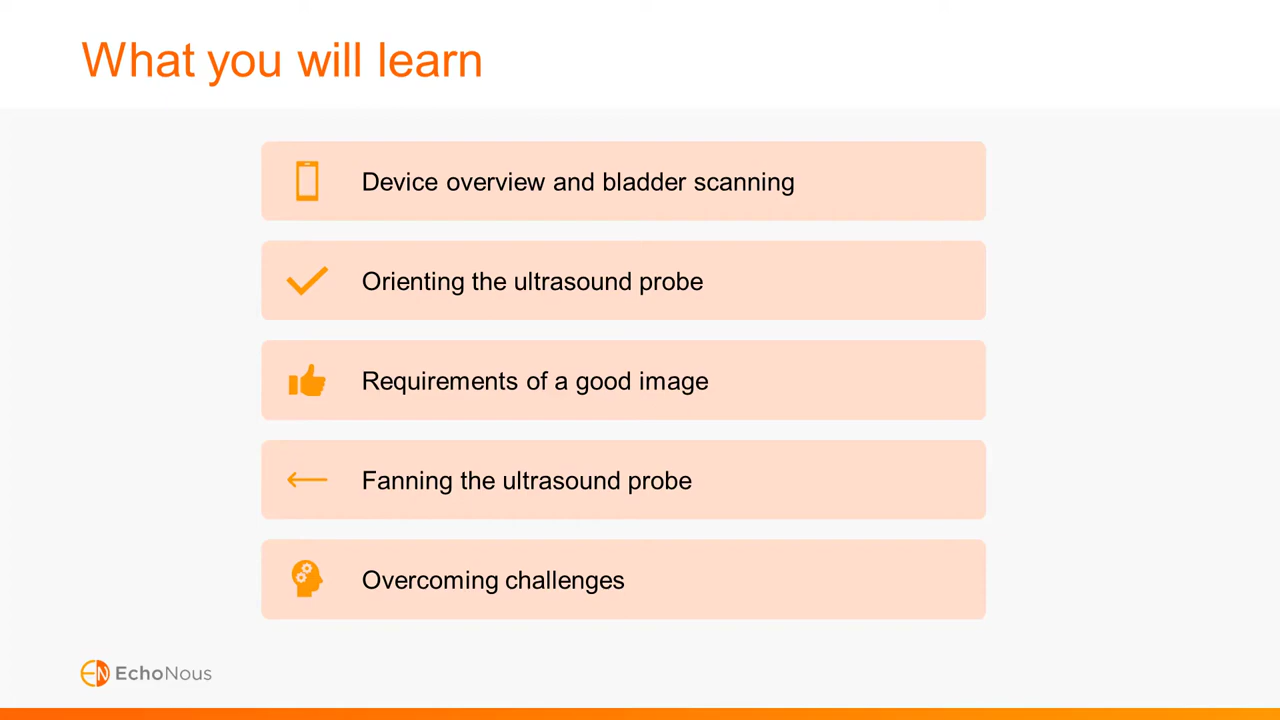 What you will learn
Device overview and bladder scanning
Orienting the ultrasound probe
Requirements of a good image
Fanning the ultrasound probe
Overcoming challenges
EN EchoNous